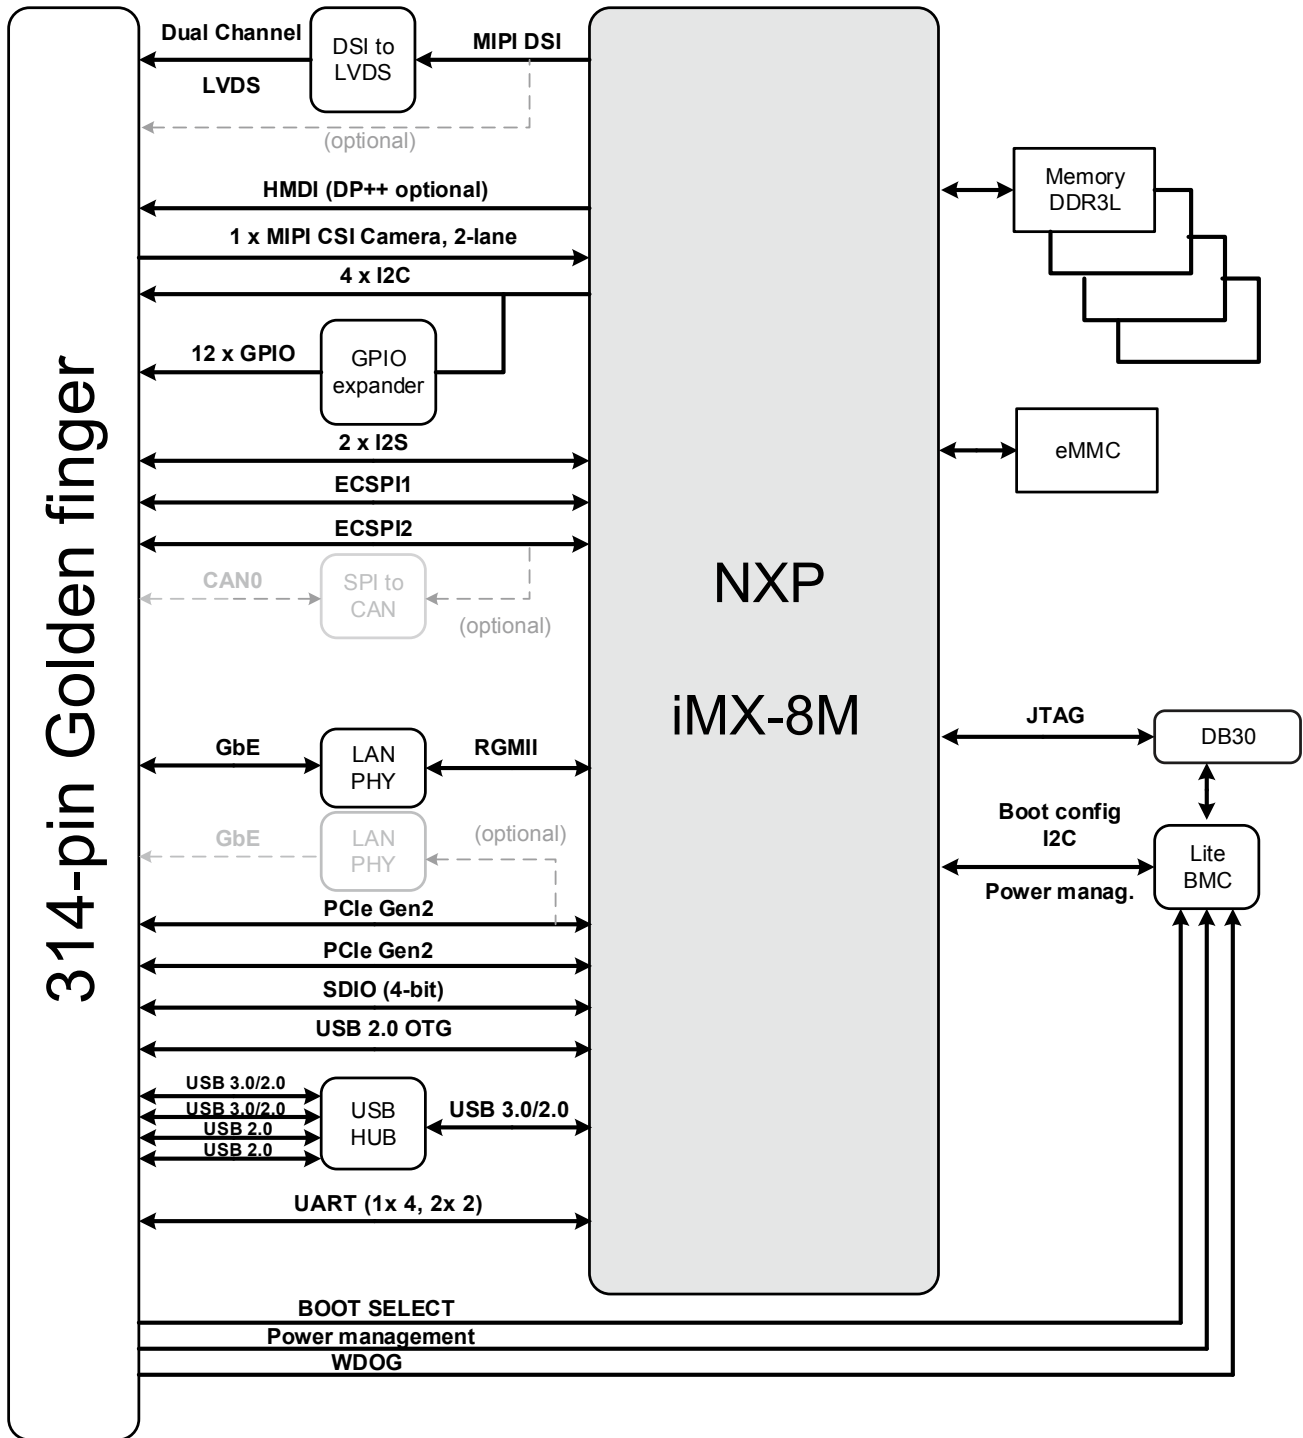 314-pin Golden finger
Dual Channel
LVDS
DSI to
LVDS
MIPI DSI
(optional)
HMDI (DP++ optional)
1 x MIPI CSI Camera, 2-lane
4 x I2C
12 x GPIO
GPIO
expander
2 x I2S
ECSPI1
ECSPI2
CAN0
SPI to
CAN
(optional)
GbE
LAN
PHY
RGMII
GbE
LAN
PHY
(optional)
PCIe Gen2
PCIe Gen2
SDIO (4-bit)
USB 2.0 OTG
USB 3.0/2.0
USB 3.0/2.0
USB 2.0
USB 2.0
USB
HUB
USB 3.0/2.0
UART (1x 4, 2x 2)
BOOT SELECT
Power management
WDOG
NXP
iMX-8M
Memory
DDR3L
eMMC
JTAG
DB30
Boot config
I2C
Power manag.
Lite
BMC